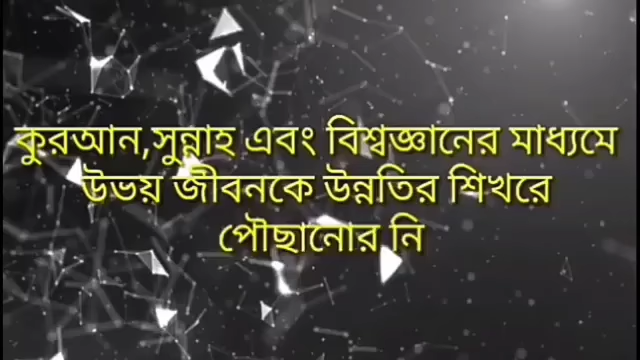 কুরআন,সুন্নাহ এবং বিশ্বজ্ঞানের মাধ্যমে
উভয় জীবনকে উন্নতির শিখরে
পৌছানোর নি